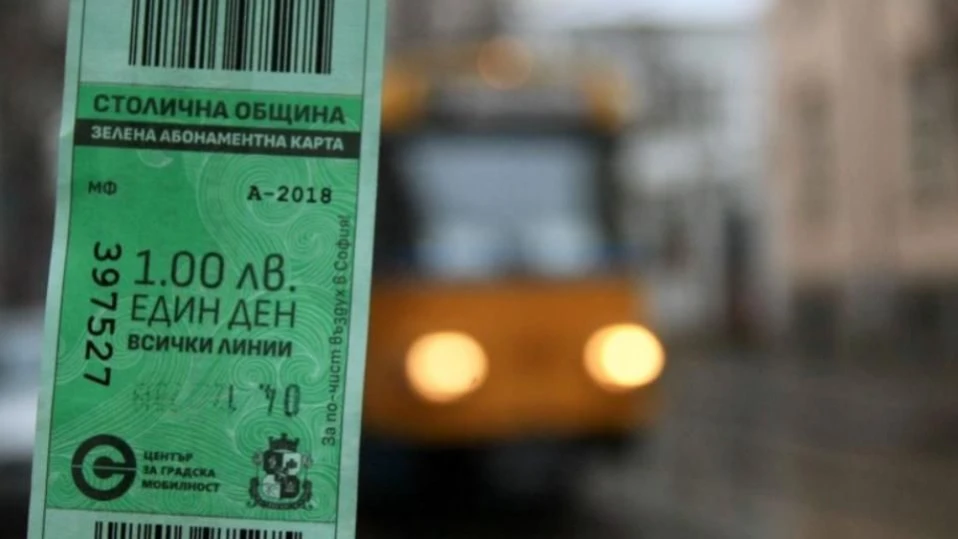 СТОЛИЧНА ОБЩИНА
ЗЕЛЕНА АБОНАМЕНТНА КАРТА
МФ
А-2018
397527
1.00 лв.
ЕДИН ДЕН
ВСИЧКИ ЛИНИИ
За по-чист въздух в София!
ЦЕНТЪР
ЗА ГРАДСКА
МОБИЛНОСТ